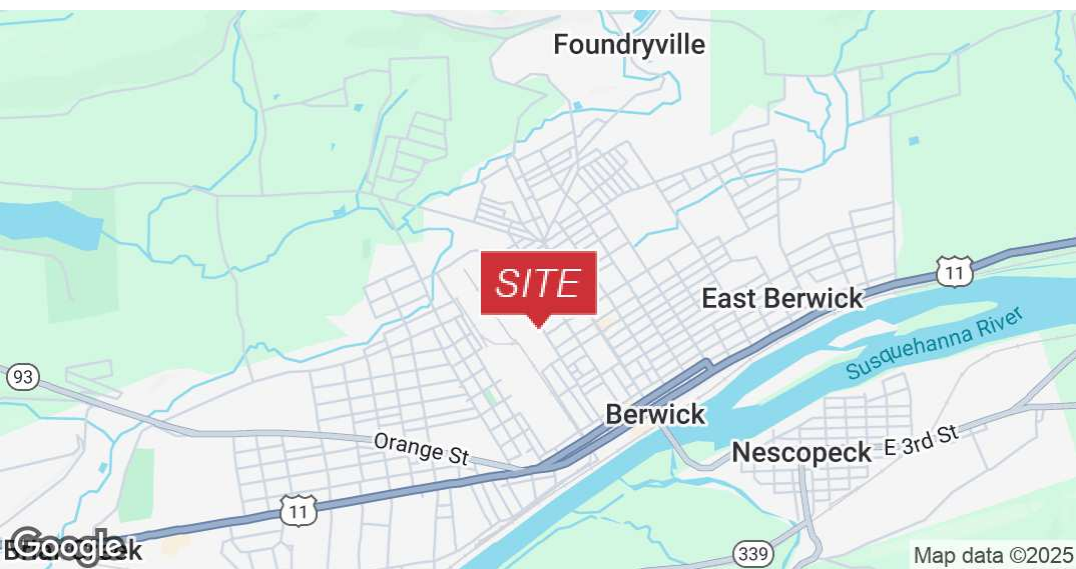 Foundryville
SITE
11
East Berwick
Susquehanna River
93
Berwick
Orange St
Nescopeck
E 3rd St
11
Google
339
Map data ©2025